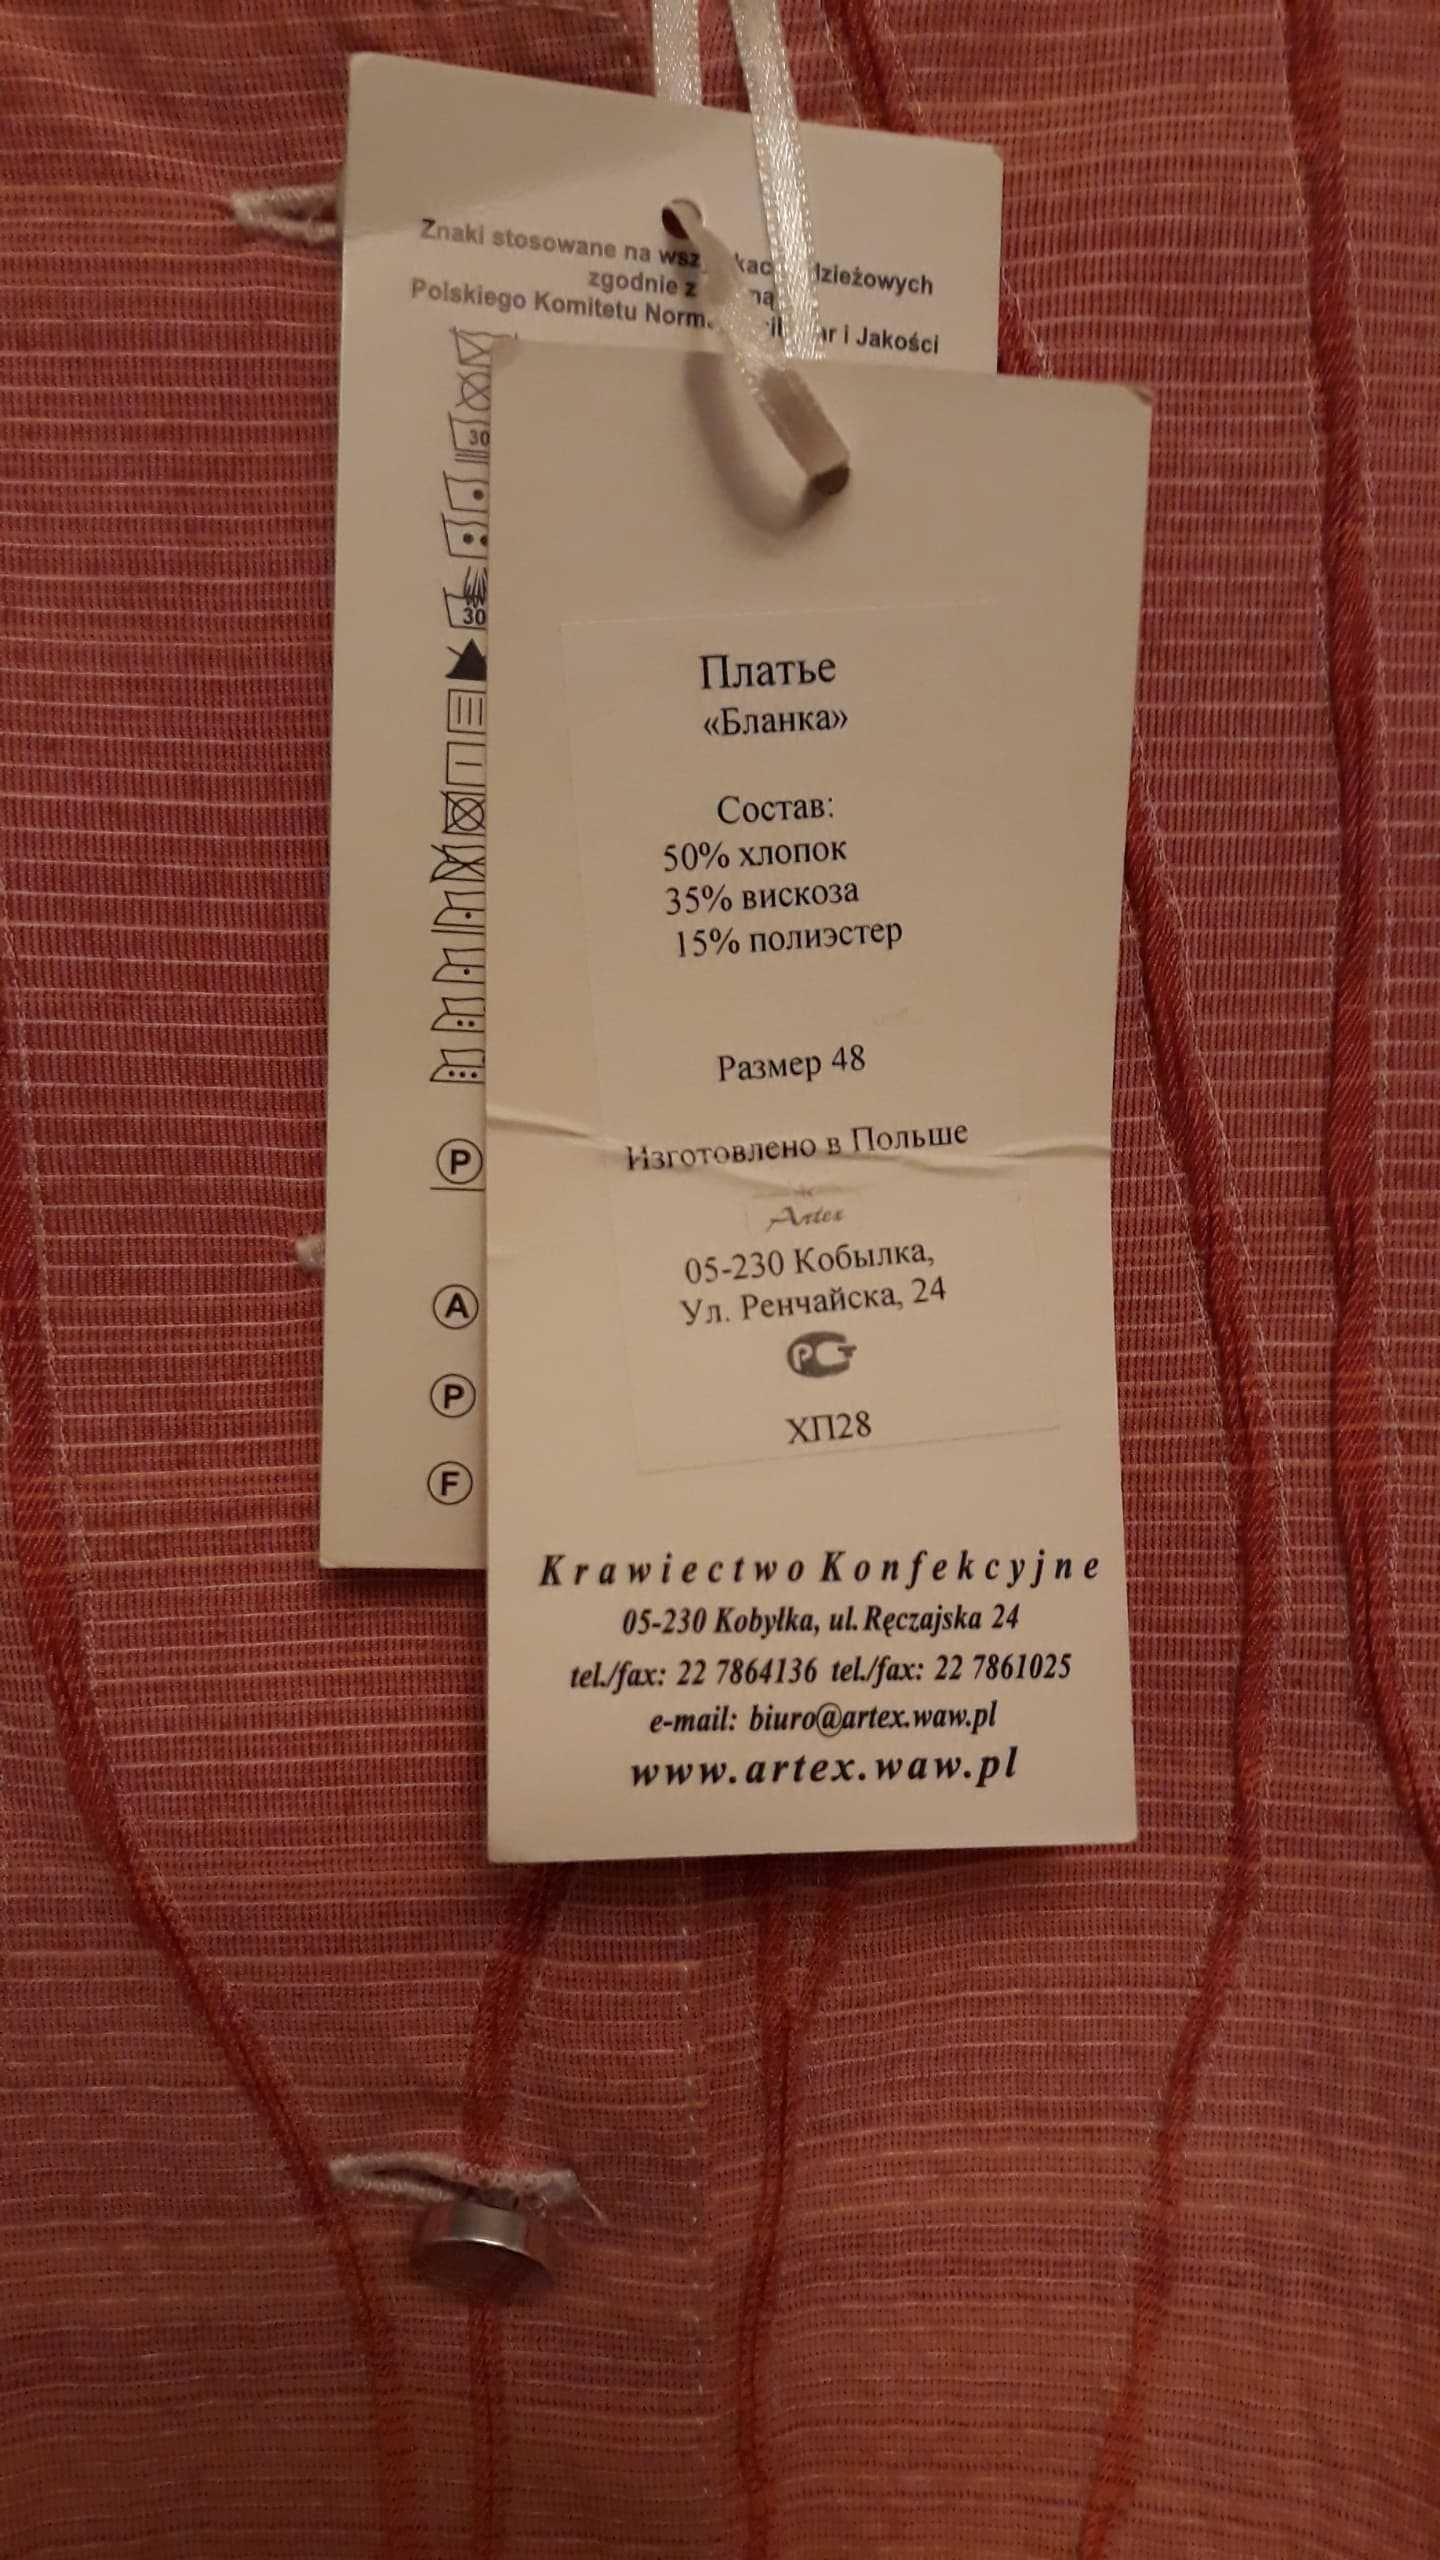 Znaki stosowane na
zgodnie z
Polskiego Komitetu i Jakości
30
30
P
A
P
F
Платье
«Бланка»
Состав:
50% хлопок
35% вискоза
15% полиэстер
Размер 48
Изготовлено в Польше
Artex
05-230 Кобылка,
Ул. Ренчайска, 24
РСТ
ХП28
Krawiectwo Konfekcyjne
05-230 Kobyłka, ul. Ręczajska 24
tel./fax: 22 7864136 tel./fax: 22 7861025
e-mail: biuro@artex.waw.pl
www.artex.waw.pl